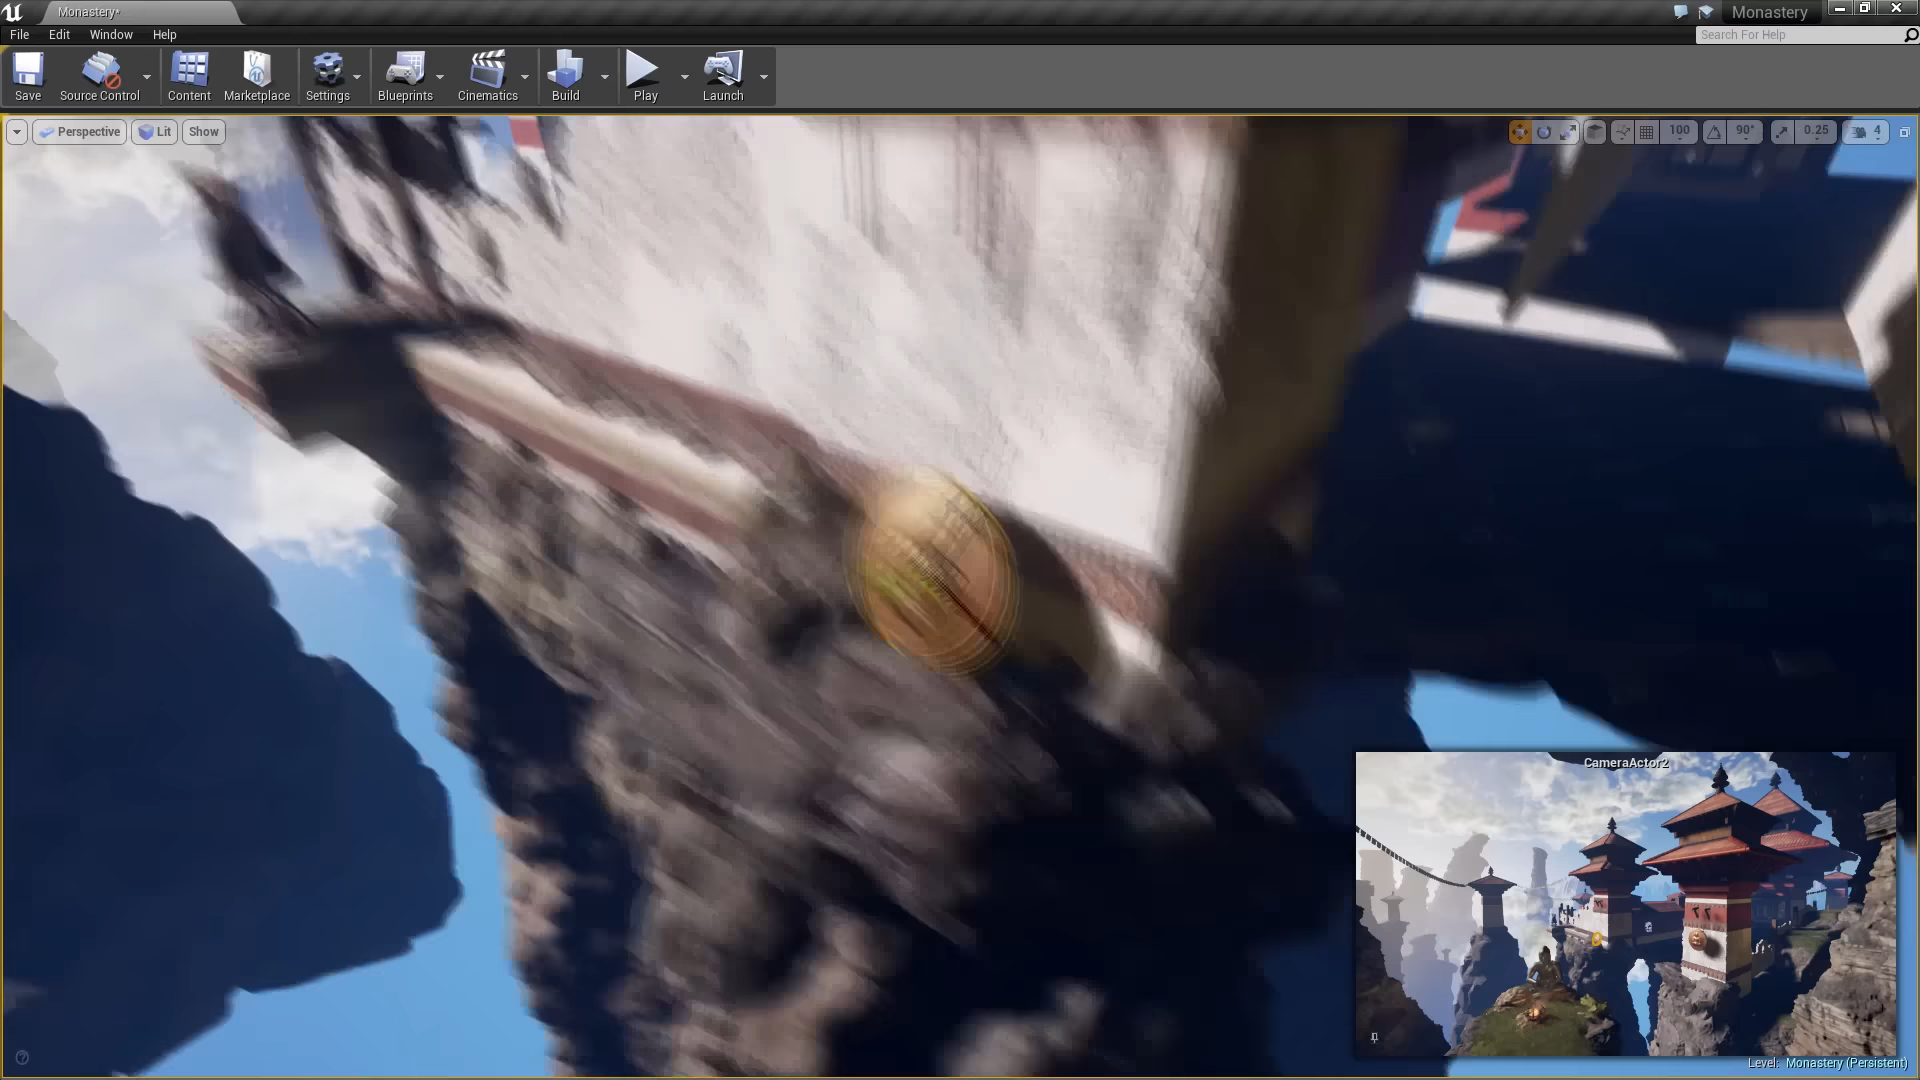 Monastery*
Monastery
File Edit Window Help
Search For Help
Save Source Control Content Marketplace Settings Blueprints Cinematics Build Play Launch
Perspective Lit Show
100 90° 0.25 4
CameraActor2
Level: Monastery (Persistent)